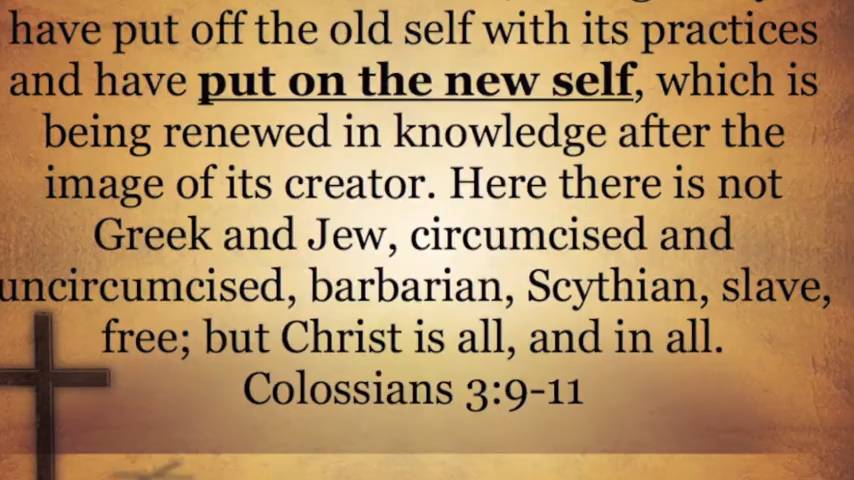 have put off the old self with its practices
and have put on the new self, which is
being renewed in knowledge after the
image of its creator. Here there is not
Greek and Jew, circumcised and
uncircumcised, barbarian, Scythian, slave,
free; but Christ is all, and in all.
Colossians 3:9-11